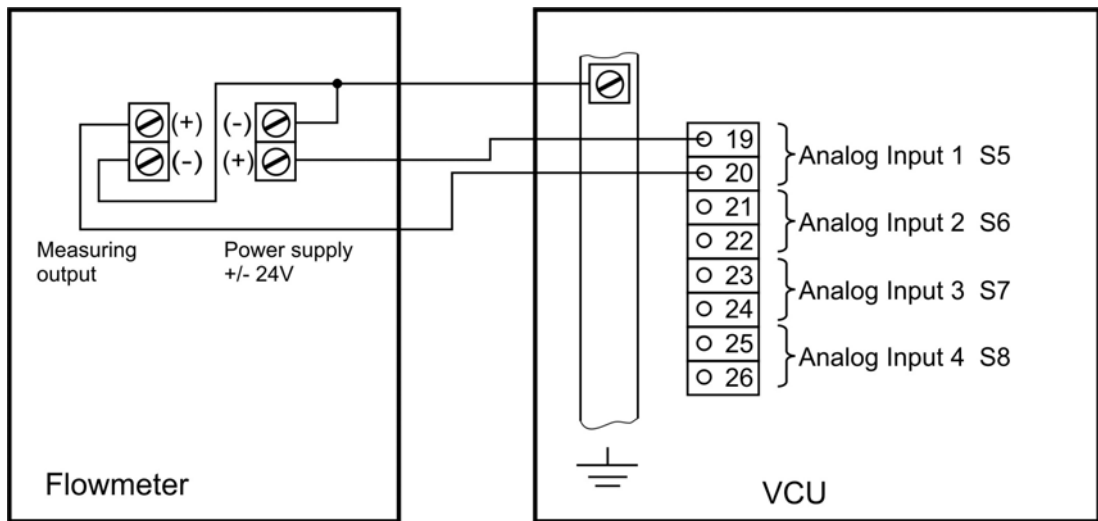 (+) (-)
(-) (+)
Measuring
output
Power supply
+/- 24V
Flowmeter
19
20
Analog Input 1 S5
21
22
Analog Input 2 S6
23
24
Analog Input 3 S7
25
26
Analog Input 4 S8
VCU